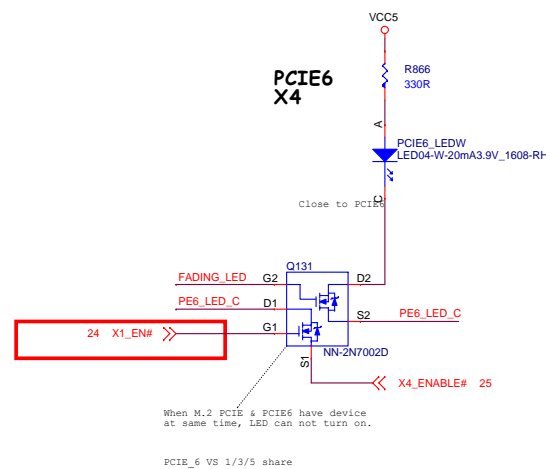 VCC5
PCIE6
X4
R866
330R
A
PCIE6_LEDW
LED04-W-20mA3.9V_1608-RH
C
Close to PCIE6
Q131
FADING_LED G2 D2
PE6_LED_C D1
S2 PE6_LED_C
24 X1_EN# G1
NN-2N7002D
S1
X4_ENABLE# 25
When M.2 PCIE & PCIE6 have device
at same time, LED can not turn on.
PCIE_6 VS 1/3/5 share